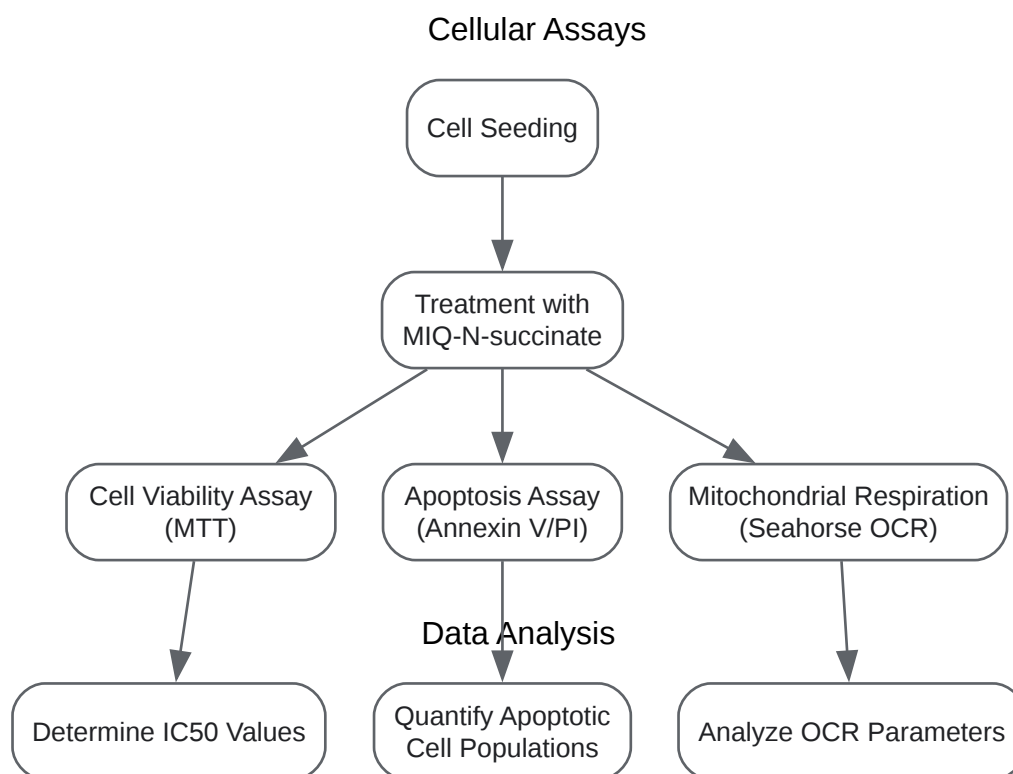 Cellular Assays
Cell Seeding
Treatment with
MIQ-N-succinate
Cell Viability Assay
(MTT)
Apoptosis Assay
(Annexin V/PI)
Mitochondrial Respiration
(Seahorse OCR)
Data Analysis
Determine IC50 Values
Quantify Apoptotic
Cell Populations
Analyze OCR Parameters